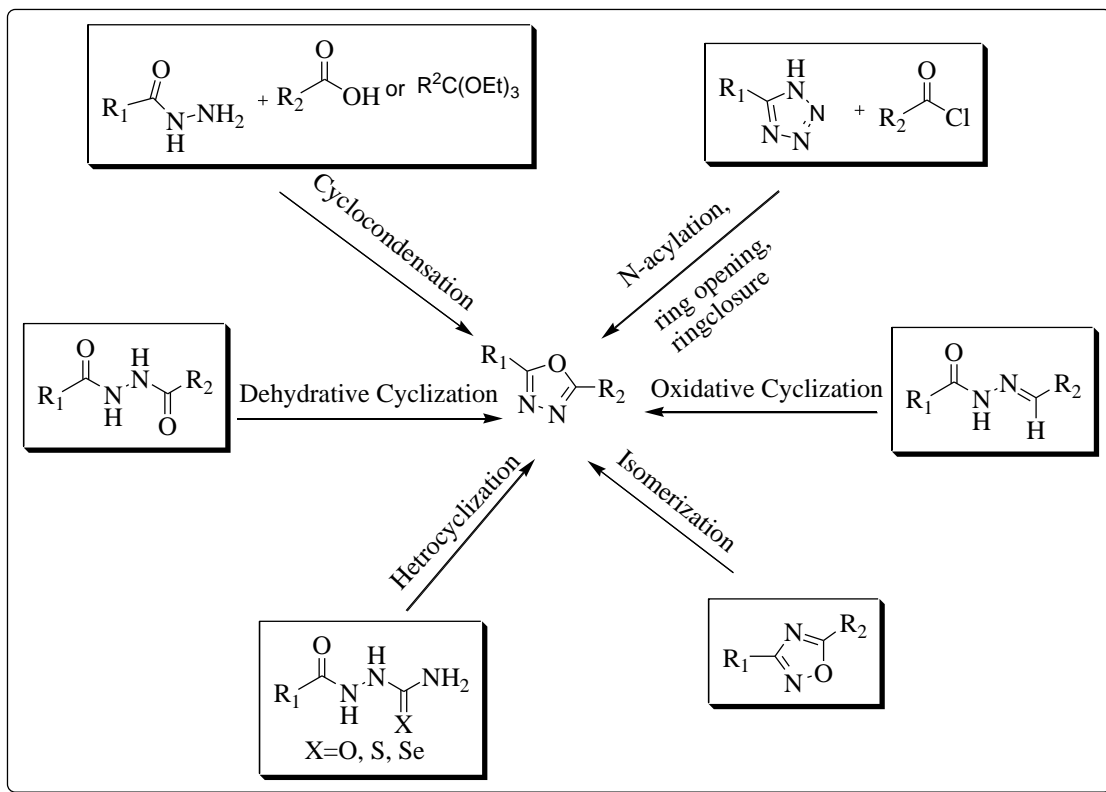 O
R1 N-NH2 + R2 OH or R²C(OEt)3
H
O
H
R1 N N N N + R2 Cl
O
Cyclocondensation
N-acylation,
ring opening,
ringclosure
O H
R1 N-N R2
H O
Dehydrative Cyclization
R1 O R2
N-N
Oxidative Cyclization
O
R1 N-N R2
H H
Hetrocyclization
Isomerization
O H
R1 N-N NH2
H X
X=O, S, Se
N R2
R1
N-O